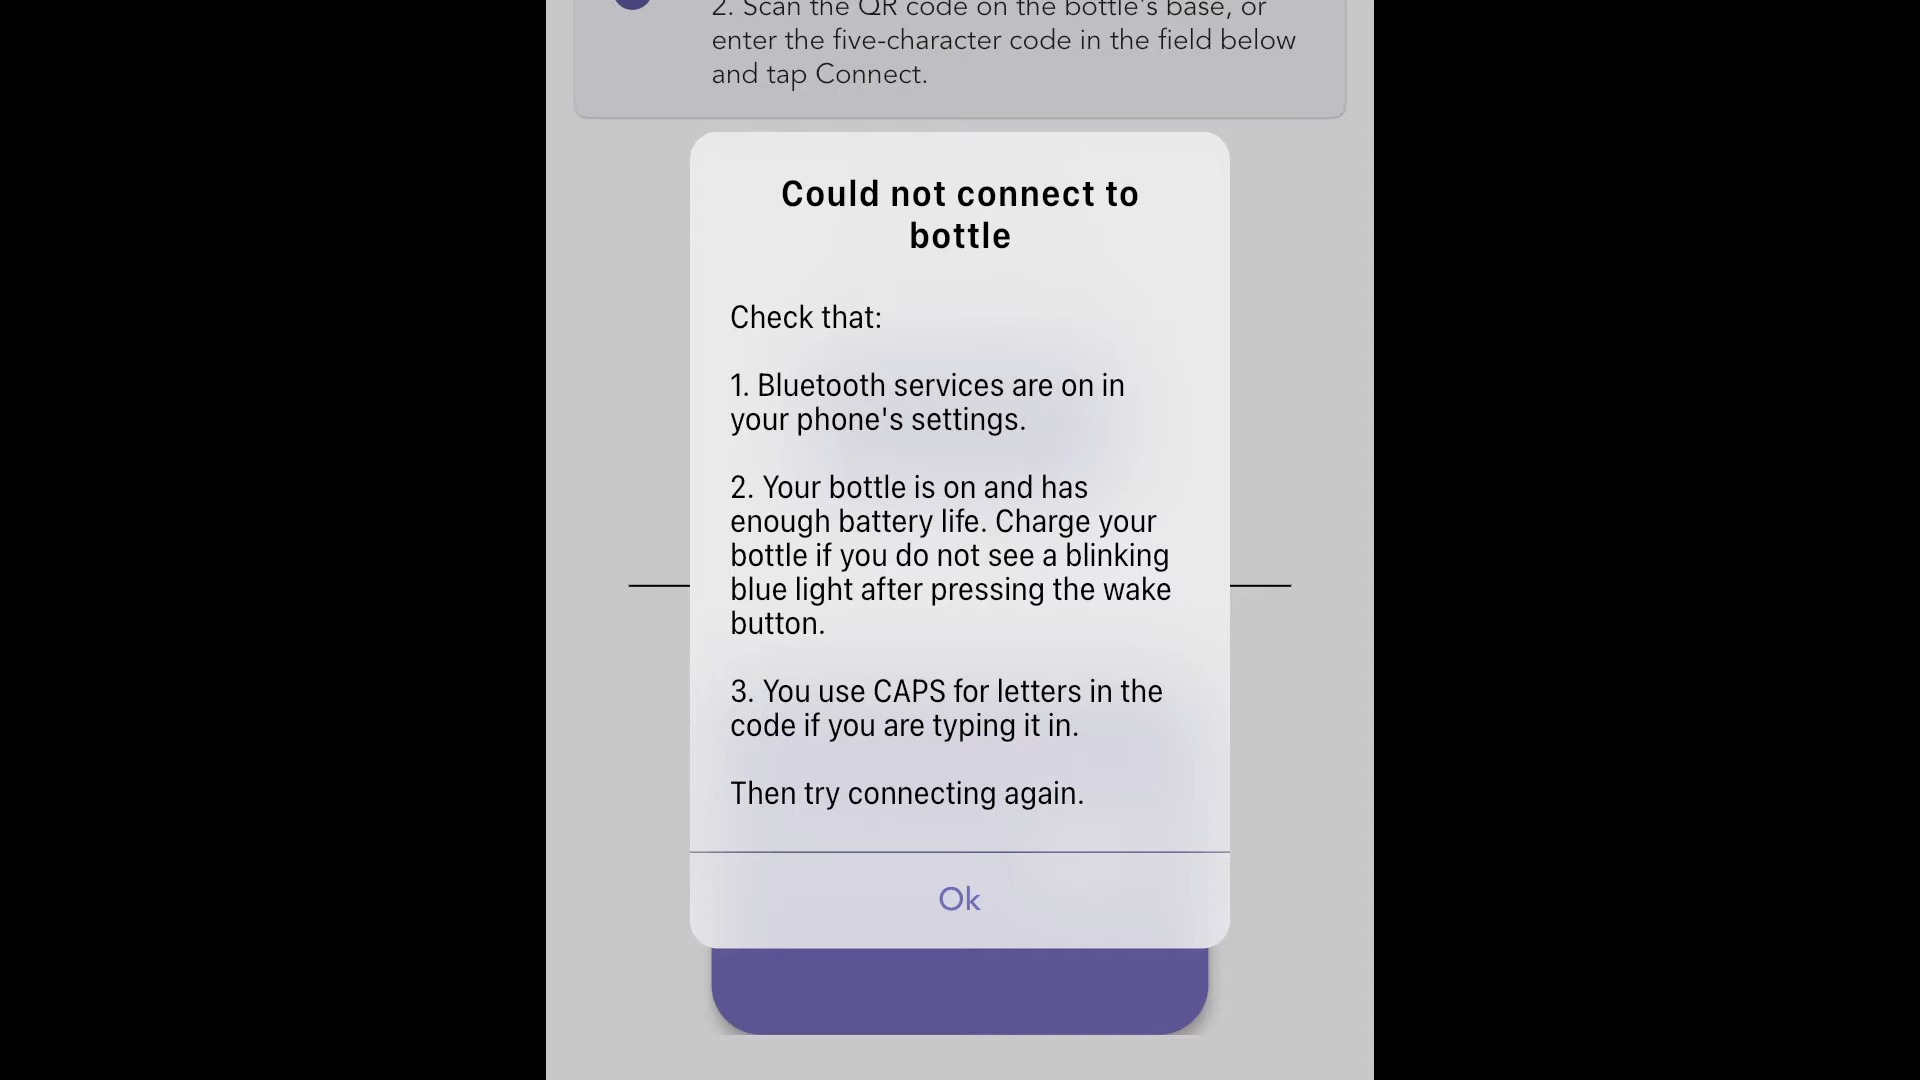 2. Scan the QR code on the bottle's base, or
enter the five-character code in the field below
and tap Connect.
Could not connect to
bottle
Check that:
1. Bluetooth services are on in
your phone's settings.
2. Your bottle is on and has
enough battery life. Charge your
bottle if you do not see a blinking
blue light after pressing the wake
button.
3. You use CAPS for letters in the
code if you are typing it in.
Then try connecting again.
Ok